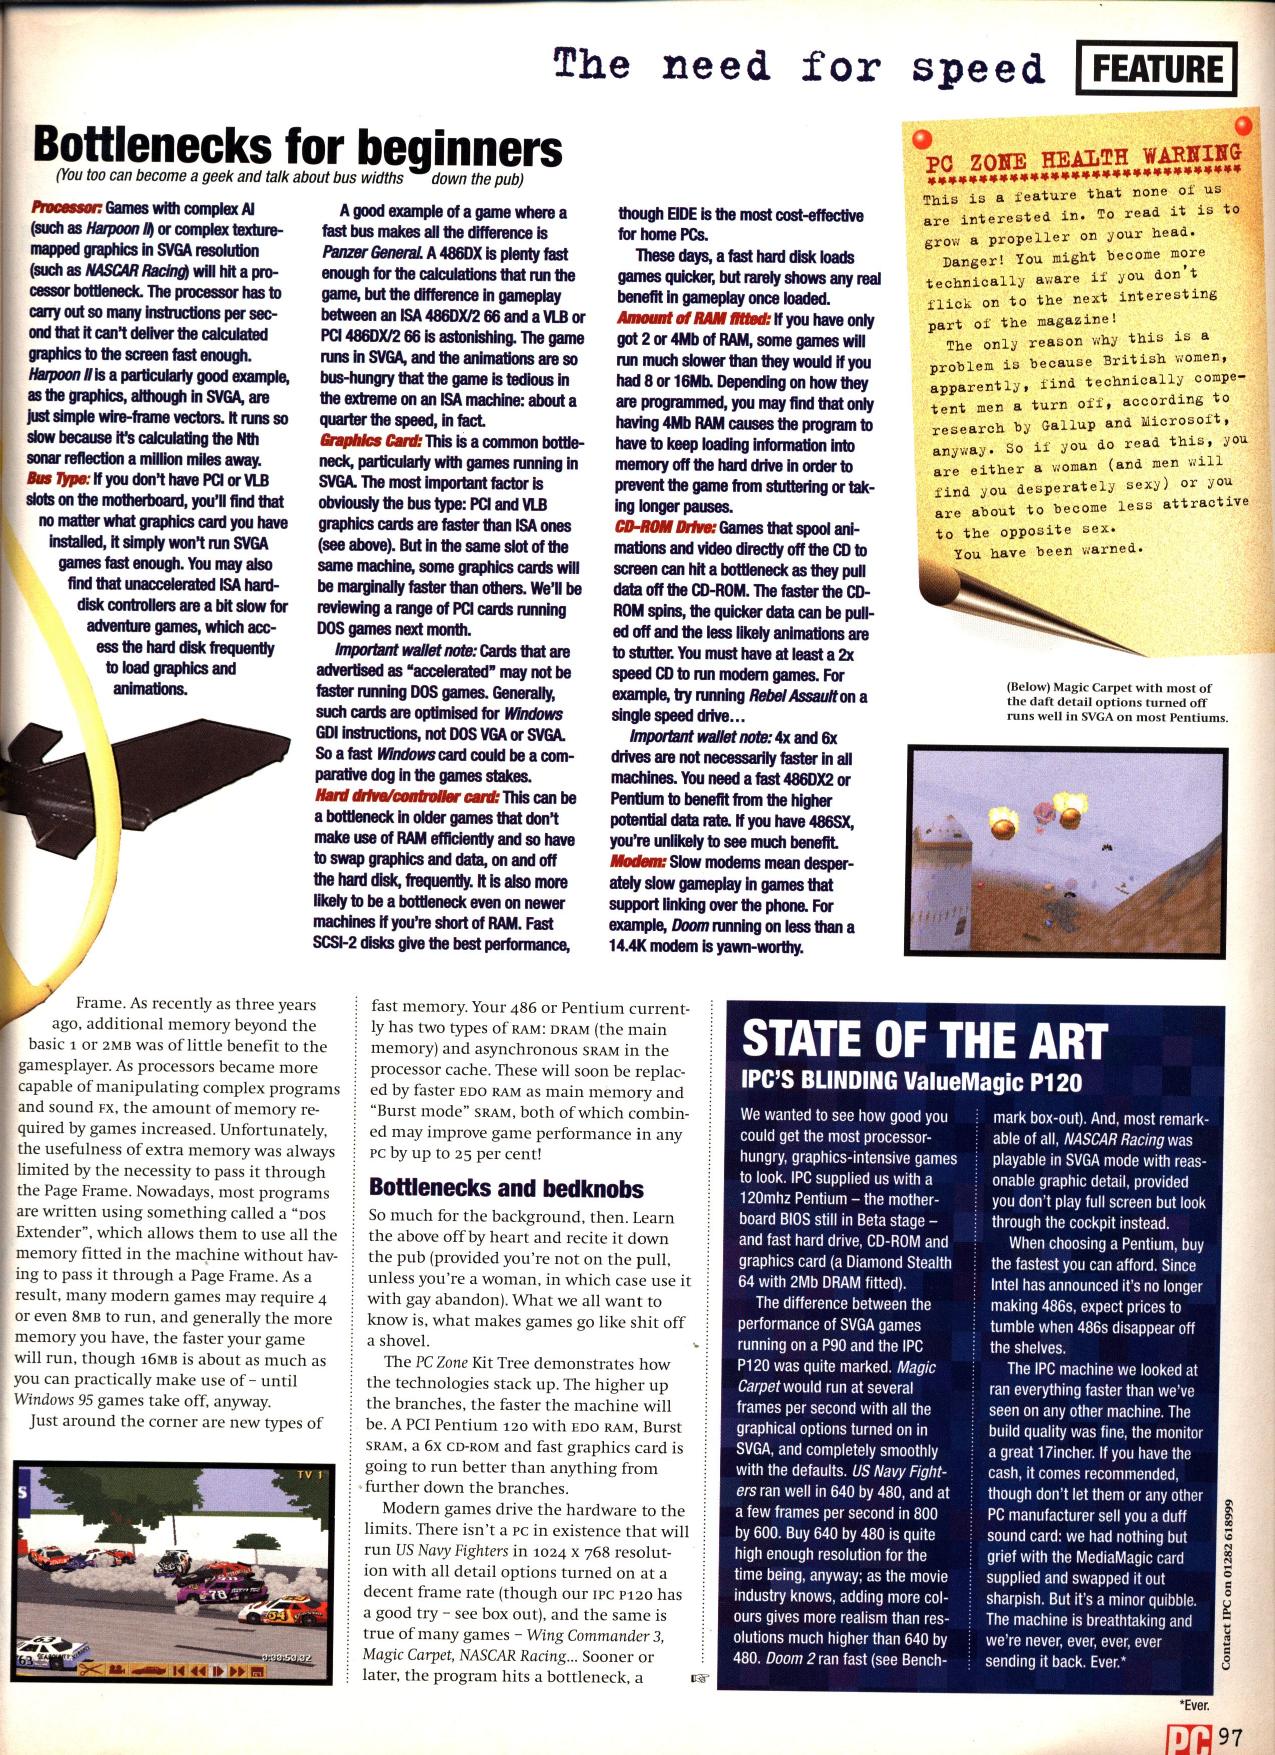 The need for speed
FEATURE
Bottlenecks for beginners
(You too can become a geek and talk about bus widths down the pub)
Processor: Games with complex AI
(such as Harpoon II) or complex texture-
mapped graphics in SVGA resolution
(such as NASCAR Racing) will hit a pro-
cessor bottleneck. The processor has to
carry out so many instructions per sec-
ond that it can't deliver the calculated
graphics to the screen fast enough.
Harpoon II is a particularly good example,
as the graphics, although in SVGA, are
just simple wire-frame vectors. It runs so
slow because it's calculating the Nth
sonar reflection a million miles away.
Bus Type: If you don't have PCI or VLB
slots on the motherboard, you'll find that
no matter what graphics card you have
installed, it simply won't run SVGA
games fast enough. You may also
find that unaccelerated ISA hard-
disk controllers are a bit slow for
adventure games, which acc-
ess the hard disk frequently
to load graphics and
animations.
A good example of a game where a
fast bus makes all the difference is
Panzer General. A 486DX is plenty fast
enough for the calculations that run the
game, but the difference in gameplay
between an ISA 486DX/2 66 and a VLB or
PCI 486DX/2 66 is astonishing. The game
runs in SVGA, and the animations are so
bus-hungry that the game is tedious in
the extreme on an ISA machine: about a
quarter the speed, in fact.
Graphics Card: This is a common bottle-
neck, particularly with games running in
SVGA. The most important factor is
obviously the bus type: PCI and VLB
graphics cards are faster than ISA ones
(see above). But in the same slot of the
same machine, some graphics cards will
be marginally faster than others. We'll be
reviewing a range of PCI cards running
DOS games next month.
Important wallet note: Cards that are
advertised as "accelerated" may not be
faster running DOS games. Generally,
such cards are optimised for Windows
GDI instructions, not DOS VGA or SVGA.
So a fast Windows card could be a com-
parative dog in the games stakes.
Hard drive/controller card: This can be
a bottleneck in older games that don't
make use of RAM efficiently and so have
to swap graphics and data, on and off
the hard disk, frequently. It is also more
likely to be a bottleneck even on newer
machines if you're short of RAM. Fast
SCSI-2 disks give the best performance,
though EIDE is the most cost-effective
for home PCs.
These days, a fast hard disk loads
games quicker, but rarely shows any real
benefit in gameplay once loaded.
Amount of RAM fitted: If you have only
got 2 or 4Mb of RAM, some games will
run much slower than they would if you
had 8 or 16Mb. Depending on how they
are programmed, you may find that only
having 4Mb RAM causes the program to
have to keep loading information into
memory off the hard drive in order to
prevent the game from stuttering or tak-
ing longer pauses.
CD-ROM Drive: Games that spool ani-
mations and video directly off the CD to
screen can hit a bottleneck as they pull
data off the CD-ROM. The faster the CD-
ROM spins, the quicker data can be pull-
ed off and the less likely animations are
to stutter. You must have at least a 2x
speed CD to run modern games. For
example, try running Rebel Assault on a
single speed drive...
Important wallet note: 4x and 6x
drives are not necessarily faster in all
machines. You need a fast 486DX2 or
Pentium to benefit from the higher
potential data rate. If you have 486SX,
you're unlikely to see much benefit.
Modem: Slow modems mean desper-
ately slow gameplay in games that
support linking over the phone. For
example, Doom running on less than a
14.4K modem is yawn-worthy.
PC ZONE HEALTH WARNING
This is a feature that none of us
are interested in. To read it is to
grow a propeller on your head.
Danger! You might become more
technically aware if you don't
flick on to the next interesting
part of the magazine!
The only reason why this is a
problem is because British women,
apparently, find technically compe-
tent men a turn off, according to
research by Gallup and Microsoft,
anyway. So if you do read this, you
are either a woman (and men will
find you desperately sexy) or you
are about to become less attractive
to the opposite sex.
You have been warned.
(Below) Magic Carpet with most of
the daft detail options turned off
runs well in SVGA on most Pentiums.
Frame. As recently as three years
ago, additional memory beyond the
basic 1 or 2MB was of little benefit to the
gamesplayer. As processors became more
capable of manipulating complex programs
and sound FX, the amount of memory re-
quired by games increased. Unfortunately,
the usefulness of extra memory was always
limited by the necessity to pass it through
the Page Frame. Nowadays, most programs
are written using something called a "DOS
Extender", which allows them to use all the
memory fitted in the machine without hav-
ing to pass it through a Page Frame. As a
result, many modern games may require 4
or even 8MB to run, and generally the more
memory you have, the faster your game
will run, though 16MB is about as much as
you can practically make use of – until
Windows 95 games take off, anyway.
Just around the corner are new types of
TV 1
S
78
64
63
0:00:50.02
fast memory. Your 486 or Pentium current-
ly has two types of RAM: DRAM (the main
memory) and asynchronous SRAM in the
processor cache. These will soon be replac-
ed by faster EDO RAM as main memory and
"Burst mode" SRAM, both of which combin-
ed may improve game performance in any
PC by up to 25 per cent!
Bottlenecks and bedknobs
So much for the background, then. Learn
the above off by heart and recite it down
the pub (provided you're not on the pull,
unless you're a woman, in which case use it
with gay abandon). What we all want to
know is, what makes games go like shit off
a shovel.
The PC Zone Kit Tree demonstrates how
the technologies stack up. The higher up
the branches, the faster the machine will
be. A PCI Pentium 120 with EDO RAM, Burst
SRAM, a 6X CD-ROM and fast graphics card is
going to run better than anything from
further down the branches.
Modern games drive the hardware to the
limits. There isn't a PC in existence that will
run US Navy Fighters in 1024 x 768 resolut-
ion with all detail options turned on at a
decent frame rate (though our IPC P120 has
a good try – see box out), and the same is
true of many games – Wing Commander 3,
Magic Carpet, NASCAR Racing... Sooner or
later, the program hits a bottleneck, a
STATE OF THE ART
IPC'S BLINDING ValueMagic P120
We wanted to see how good you
could get the most processor-
hungry, graphics-intensive games
to look. IPC supplied us with a
120mhz Pentium – the mother-
board BIOS still in Beta stage –
and fast hard drive, CD-ROM and
graphics card (a Diamond Stealth
64 with 2Mb DRAM fitted).
The difference between the
performance of SVGA games
running on a P90 and the IPC
P120 was quite marked. Magic
Carpet would run at several
frames per second with all the
graphical options turned on in
SVGA, and completely smoothly
with the defaults. US Navy Fight-
ers ran well in 640 by 480, and at
a few frames per second in 800
by 600. Buy 640 by 480 is quite
high enough resolution for the
time being, anyway; as the movie
industry knows, adding more col-
ours gives more realism than res-
olutions much higher than 640 by
480. Doom 2 ran fast (see Bench-
mark box-out). And, most remark-
able of all, NASCAR Racing was
playable in SVGA mode with reas-
onable graphic detail, provided
you don't play full screen but look
through the cockpit instead.
When choosing a Pentium, buy
the fastest you can afford. Since
Intel has announced it's no longer
making 486s, expect prices to
tumble when 486s disappear off
the shelves.
The IPC machine we looked at
ran everything faster than we've
seen on any other machine. The
build quality was fine, the monitor
a great 17incher. If you have the
cash, it comes recommended,
though don't let them or any other
PC manufacturer sell you a duff
sound card: we had nothing but
grief with the MediaMagic card
supplied and swapped it out
sharpish. But it's a minor quibble.
The machine is breathtaking and
we're never, ever, ever, ever
sending it back. Ever.*
Contact IPC on 01282 618999
*Ever.
PC 97